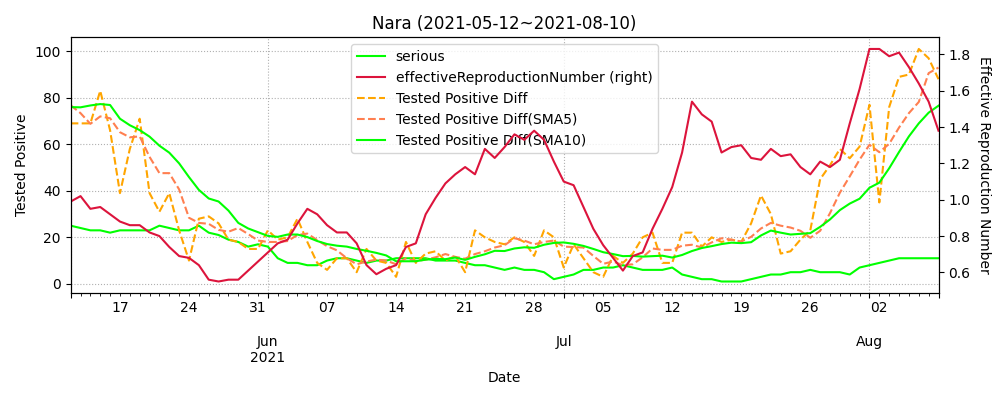 Nara (2021-05-12~2021-08-10)
serious
effectiveReproductionNumber (right)
Tested Positive Diff
Tested Positive Diff(SMA5)
Tested Positive Diff(SMA10)
Tested Positive
100
80
60
40
20
0
1.8
1.6
1.4
1.2
1.0
0.8
0.6
Effective Reproduction Number
17 24 31 07 14 21 28 05 12 19 26 02
Jun Jul Aug
2021
Date